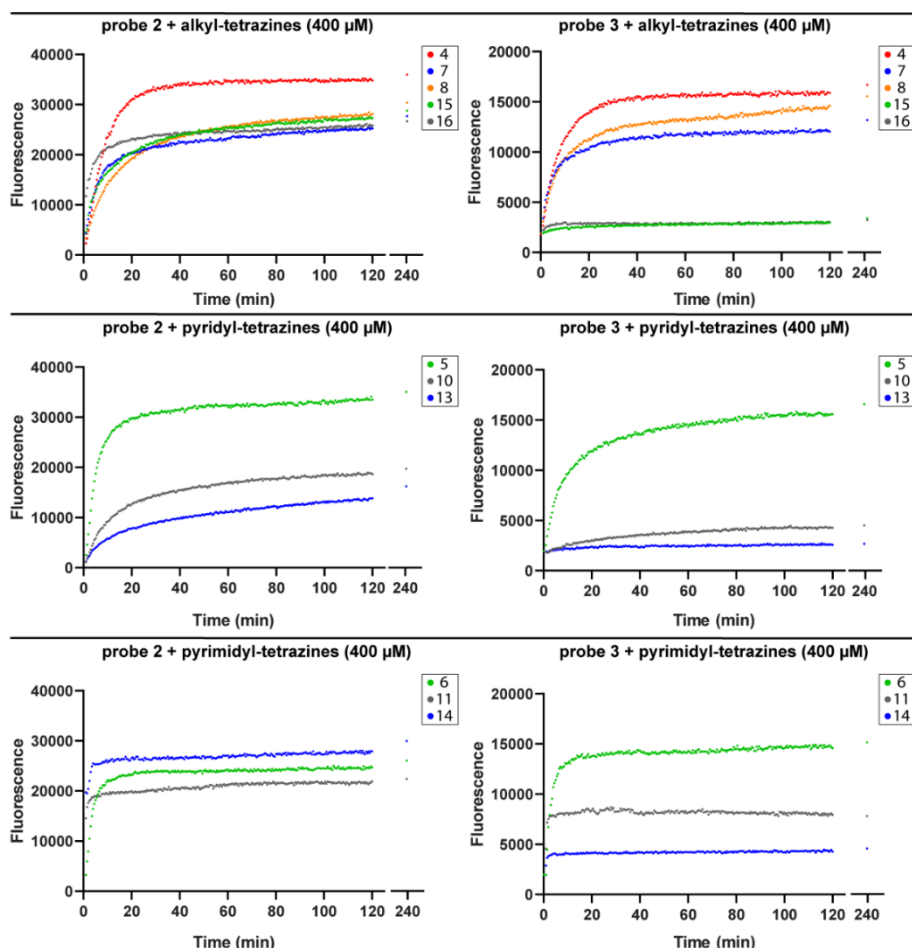 probe 2 + alkyl-tetrazines (400 µM)
Fluorescence
40000
30000
20000
10000
0
0 20 40 60 80 100 120 240
Time (min)
4
7
8
15
16
probe 3 + alkyl-tetrazines (400 µM)
Fluorescence
20000
15000
10000
5000
0
0 20 40 60 80 100 120 240
Time (min)
4
7
8
15
16
probe 2 + pyridyl-tetrazines (400 µM)
Fluorescence
40000
30000
20000
10000
0
0 20 40 60 80 100 120 240
Time (min)
5
10
13
probe 3 + pyridyl-tetrazines (400 µM)
Fluorescence
20000
15000
10000
5000
0
0 20 40 60 80 100 120 240
Time (min)
5
10
13
probe 2 + pyrimidyl-tetrazines (400 µM)
Fluorescence
40000
30000
20000
10000
0
0 20 40 60 80 100 120 240
Time (min)
6
11
14
probe 3 + pyrimidyl-tetrazines (400 µM)
Fluorescence
20000
15000
10000
5000
0
0 20 40 60 80 100 120 240
Time (min)
6
11
14